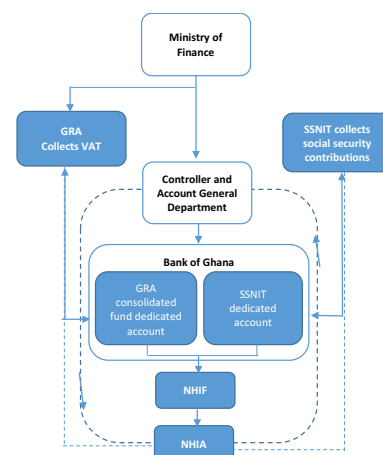 Ministry of
Finance
GRA
Collects VAT
SSNIT collects
social security
contributions
Controller and
Account General
Department
Bank of Ghana
GRA
consolidated
fund dedicated
account
SSNIT
dedicated
account
NHIF
NHIA